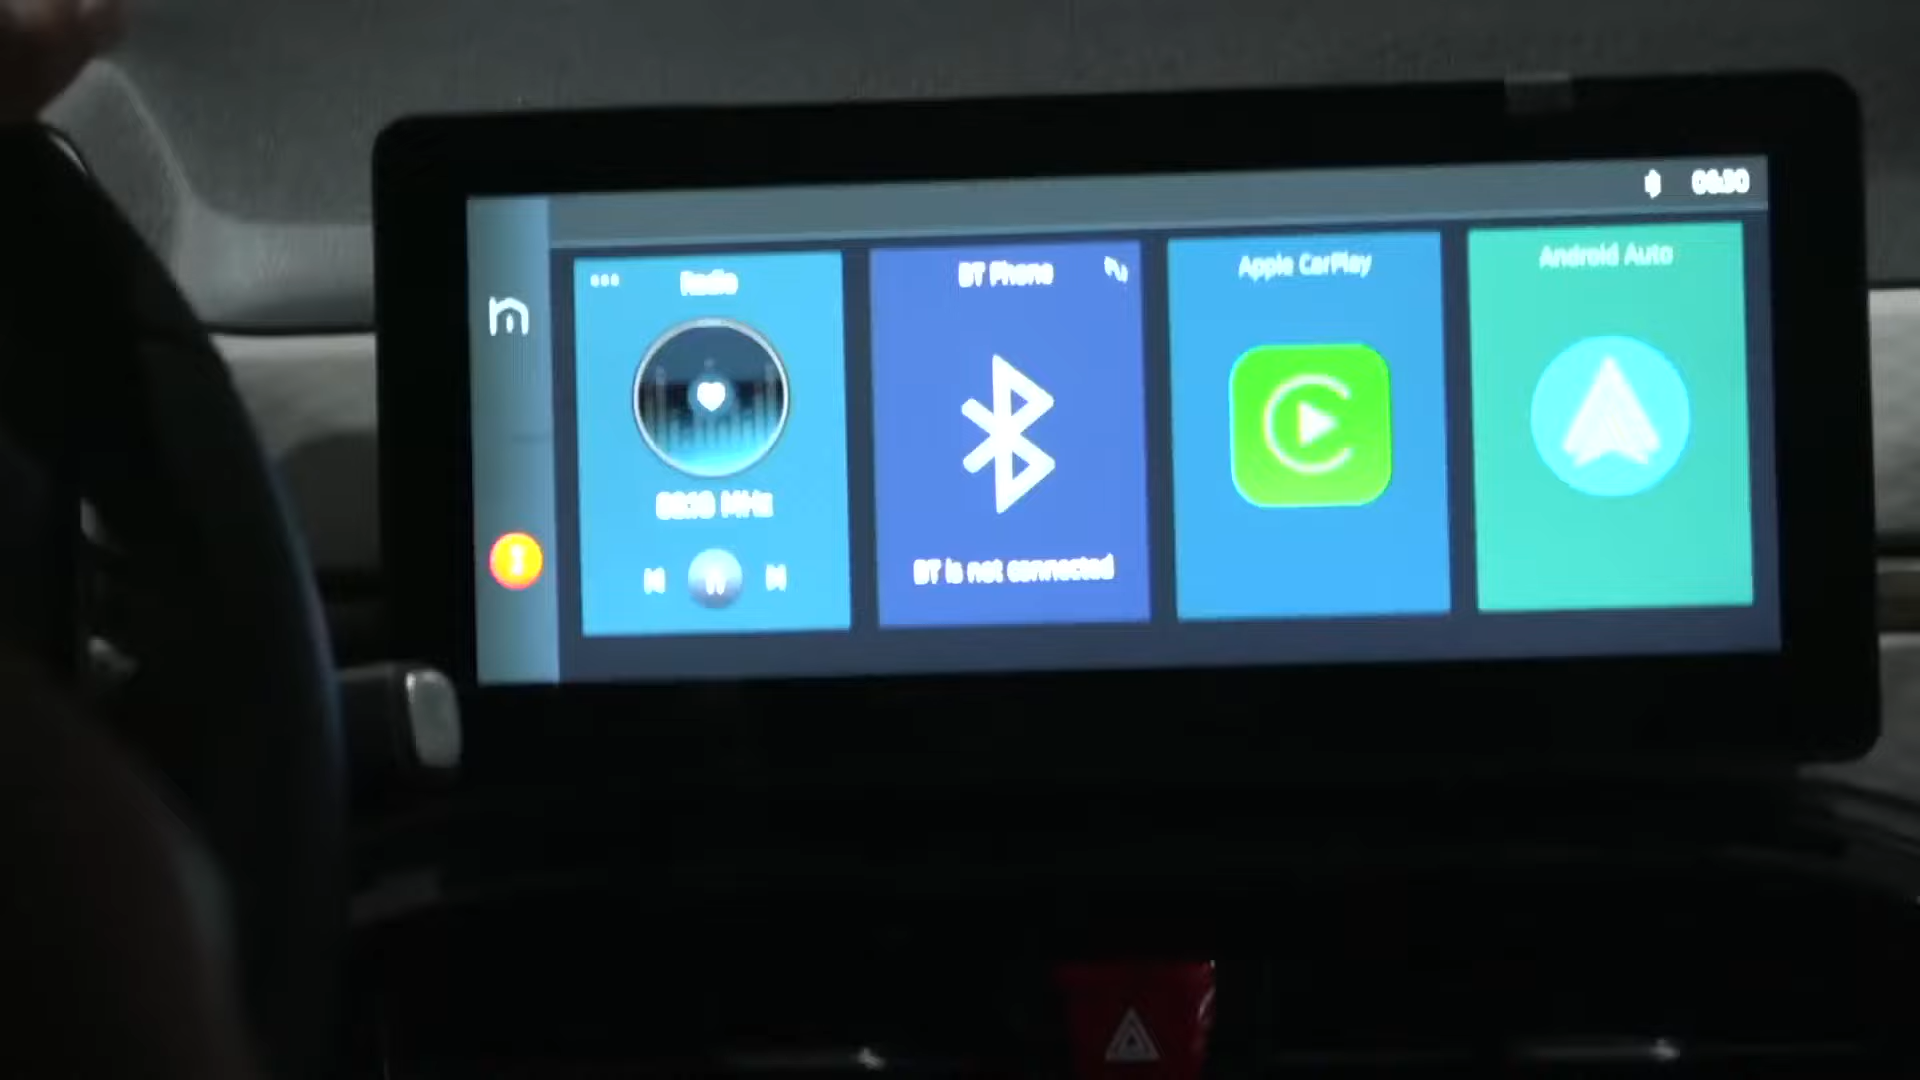 Radio
BT Phone
Apple CarPlay
Android Auto
MHz
BT is not connected